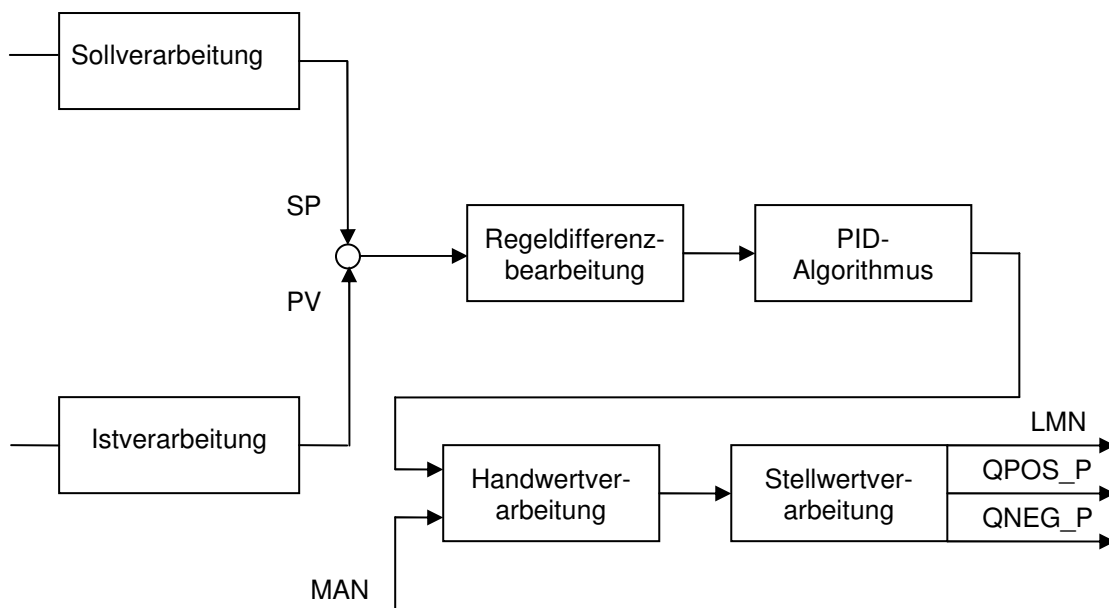 Sollverarbeitung
SP
Regeldifferenz-
bearbeitung
PID-
Algorithmus
PV
Istverarbeitung
Handwertver-
arbeitung
Stellwertver-
arbeitung
LMN
QPOS_P
QNEG_P
MAN